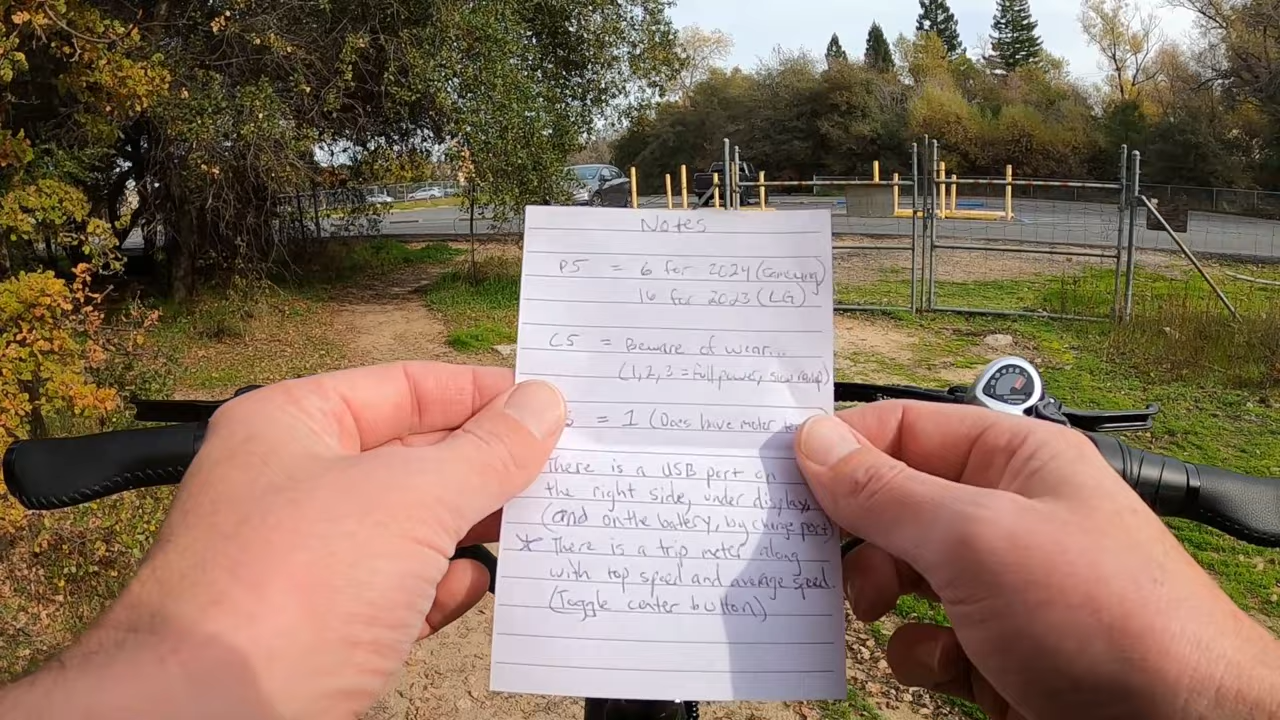 Notes
P5 = 6 for 2024 (Samsung)
16 for 2023 (LG)
C5 = Beware of wear...
(1,2,3 = full power, slow ramp)
= 1 (Does have motor
There is a USB port on
the right side, under display,
(and on the battery, by charge port)
* There is a trip meter along
with top speed and average speed.
(Toggle center button)